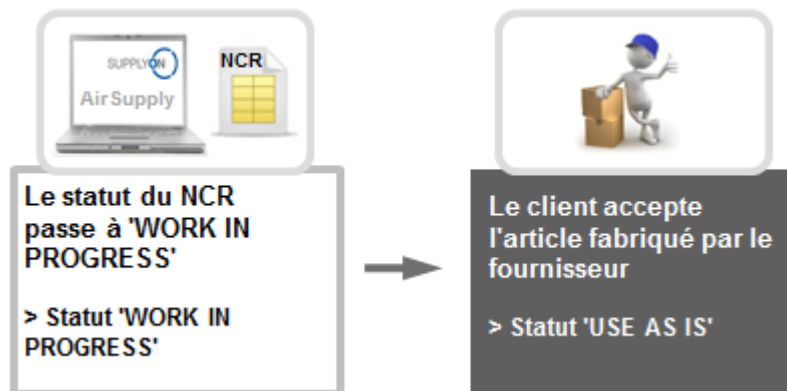 SUPPLYON
AirSupply
NCR
Le statut du NCR
passe à 'WORK IN
PROGRESS'
> Statut 'WORK IN
PROGRESS'
Le client accepte
l'article fabriqué par le
fournisseur
> Statut 'USE AS IS'